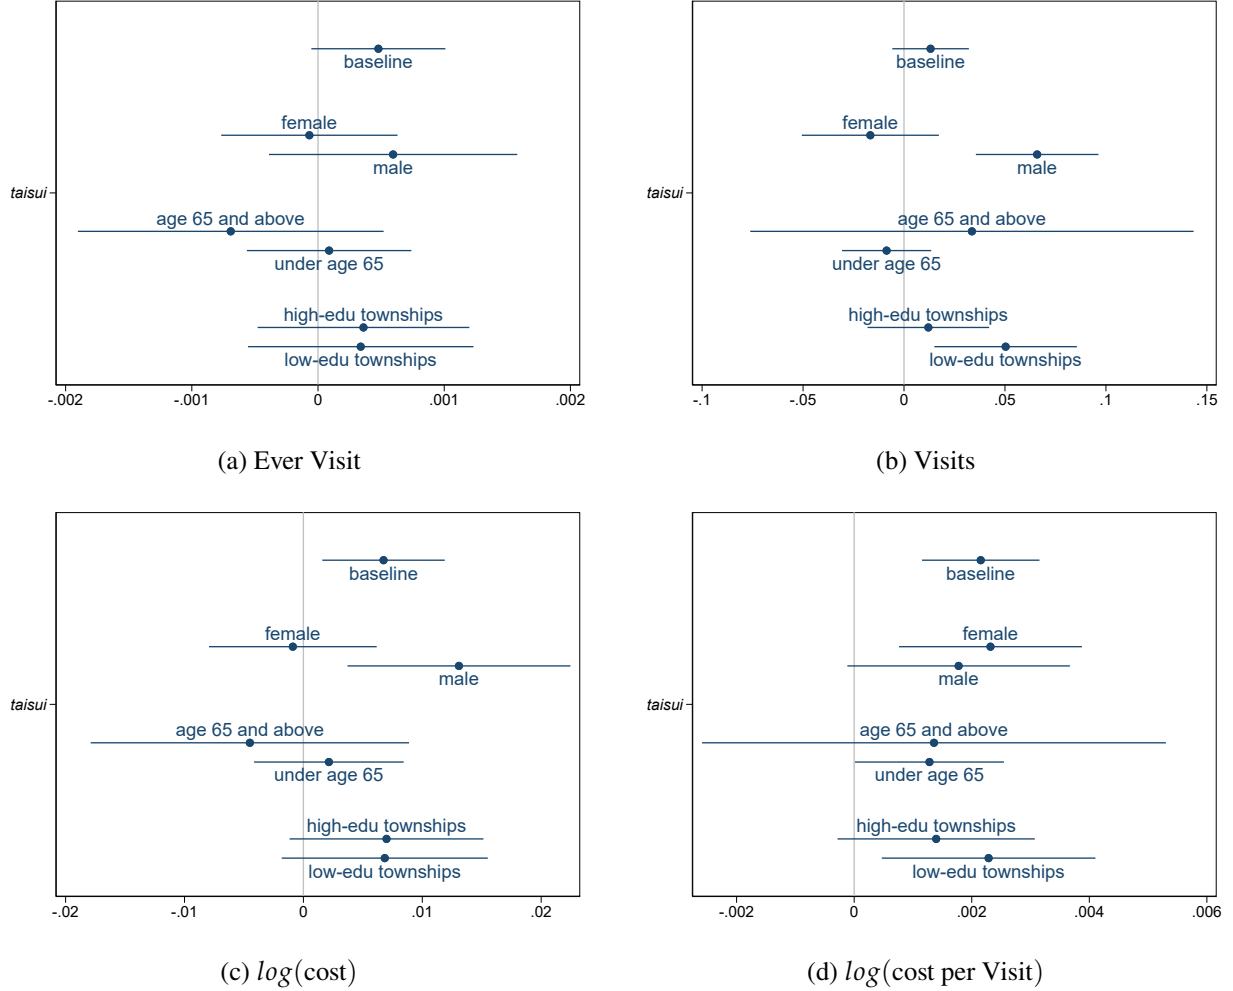 baseline
female
male
taisui
age 65 and above
under age 65
high-edu townships
low-edu townships
-.002 -.001 0 .001 .002
(a) Ever Visit
baseline
female
male
taisui
age 65 and above
under age 65
high-edu townships
low-edu townships
-.1 -.05 0 .05 .1 .15
(b) Visits
baseline
female
male
taisui
age 65 and above
under age 65
high-edu townships
low-edu townships
-.02 -.01 0 .01 .02
(c) log(cost)
baseline
female
male
taisui
age 65 and above
under age 65
high-edu townships
low-edu townships
-.002 0 .002 .004 .006
(d) log(cost per Visit)